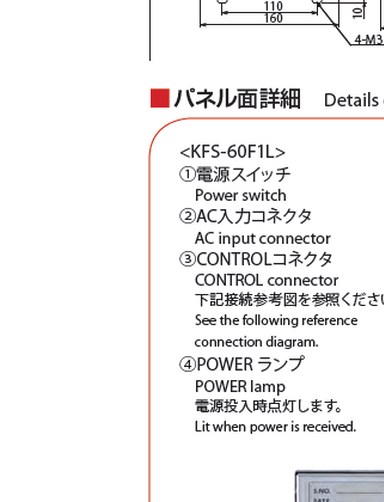 110
160
10
4-M3
■パネル面詳細 Details
<KFS-60F1L>
①電源スイッチ
Power switch
②AC入力コネクタ
AC input connector
③CONTROLコネクタ
CONTROL connector
下記接続参考図を参照くださ
See the following reference
connection diagram.
④POWER ランプ
POWER lamp
電源投入時点灯します。
Lit when power is received.
S.NO.